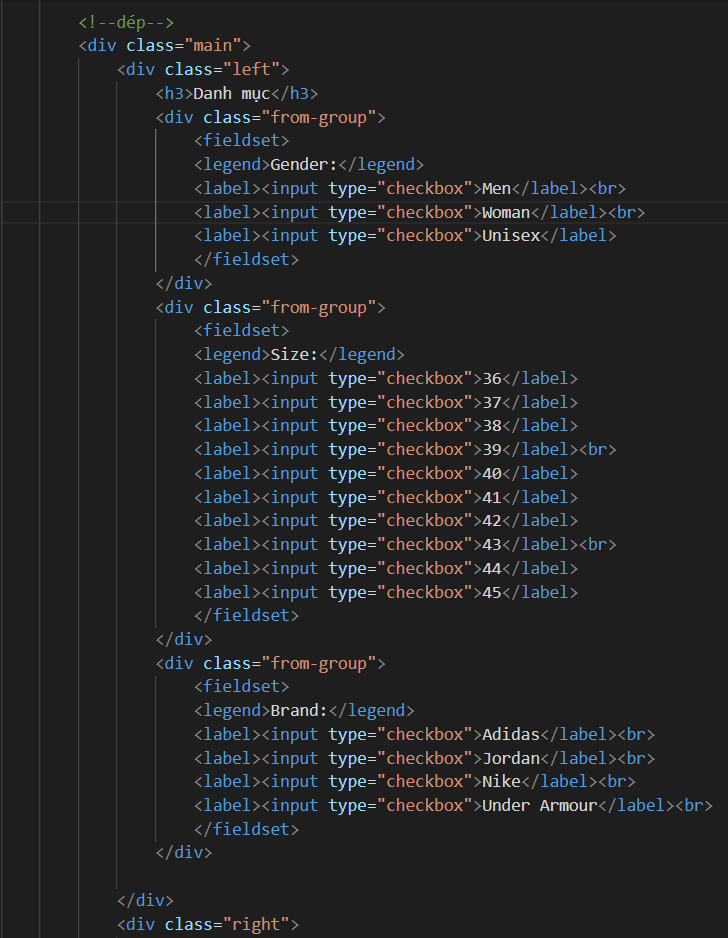 <!--dép-->
<div class="main">
<div class="left">
<h3>Danh mục</h3>
<div class="from-group">
<fieldset>
<legend>Gender:</legend>
<label><input type="checkbox">Men</label><br>
<label><input type="checkbox">Woman</label><br>
<label><input type="checkbox">Unisex</label>
</fieldset>
</div>
<div class="from-group">
<fieldset>
<legend>Size:</legend>
<label><input type="checkbox">36</label>
<label><input type="checkbox">37</label>
<label><input type="checkbox">38</label>
<label><input type="checkbox">39</label><br>
<label><input type="checkbox">40</label>
<label><input type="checkbox">41</label>
<label><input type="checkbox">42</label>
<label><input type="checkbox">43</label><br>
<label><input type="checkbox">44</label>
<label><input type="checkbox">45</label>
</fieldset>
</div>
<div class="from-group">
<fieldset>
<legend>Brand:</legend>
<label><input type="checkbox">Adidas</label><br>
<label><input type="checkbox">Jordan</label><br>
<label><input type="checkbox">Nike</label><br>
<label><input type="checkbox">Under Armour</label><br>
</fieldset>
</div>
</div>
<div class="right">